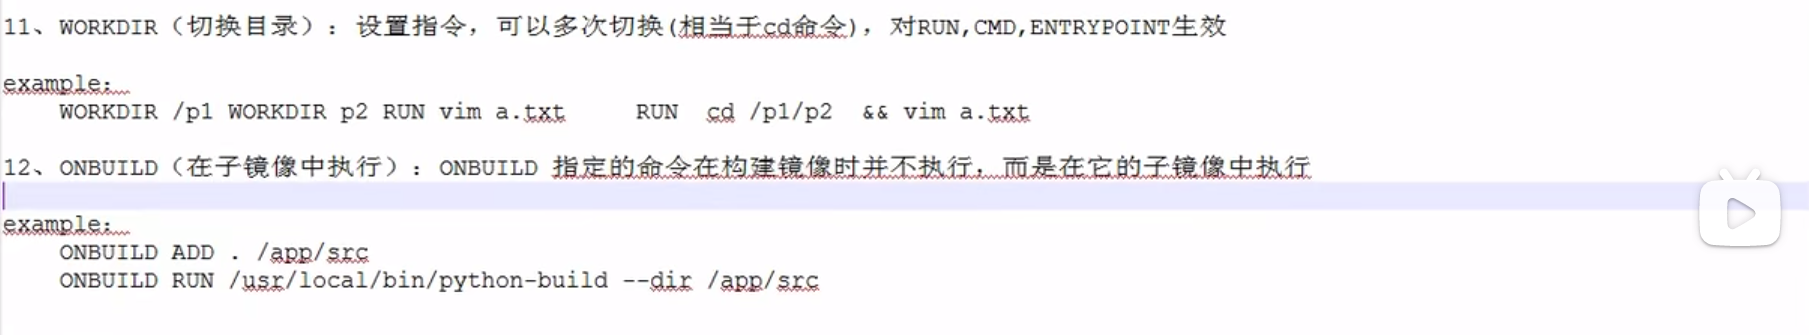 11、WORKDIR（切换目录）：设置指令，可以多次切换(相当于cd命令)，对RUN,CMD,ENTRYPOINT生效
example：
WORKDIR /p1 WORKDIR p2 RUN vim a.txt     RUN  cd /p1/p2  && vim a.txt
12、ONBUILD（在子镜像中执行）：ONBUILD 指定的命令在构建镜像时并不执行，而是在它的子镜像中执行
example：
ONBUILD ADD . /app/src
ONBUILD RUN /usr/local/bin/python-build --dir /app/src